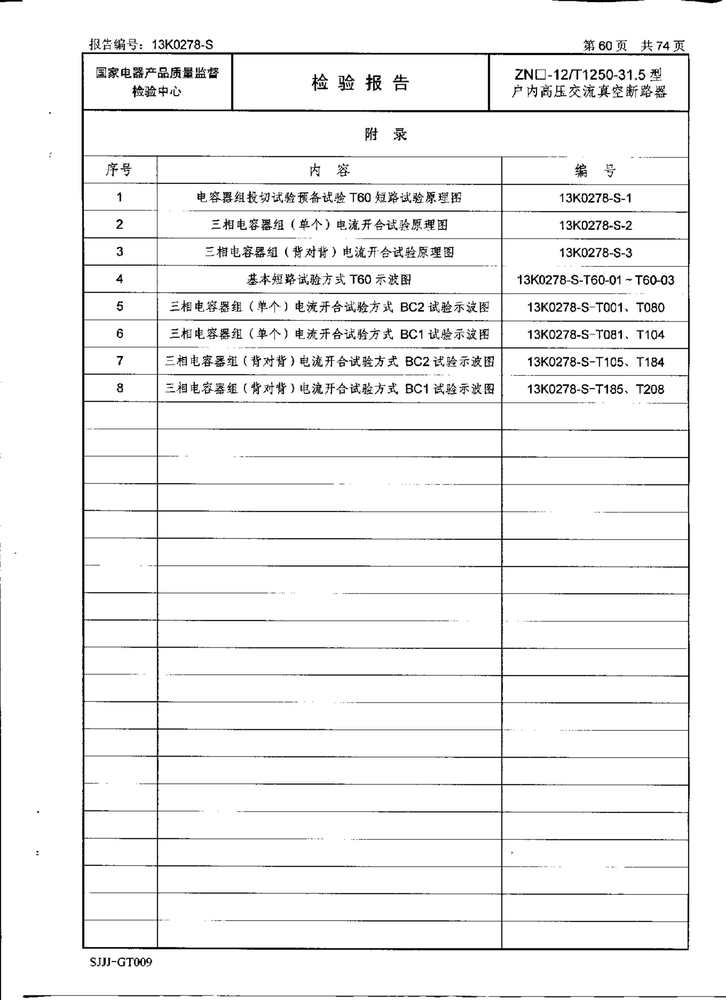 报告编号：13K0278-S
第 60 页 共 74 页
国家电器产品质量监督
检验中心
检 验 报 告
ZN□-12/T1250-31.5 型
户内高压交流真空断路器
附 录
序号 内 容 编 号
1 电容器组投切试验预备试验 T60 短路试验原理图 13K0278-S-1
2 三相电容器组（单个）电流开合试验原理图 13K0278-S-2
3 三相电容器组（背对背）电流开合试验原理图 13K0278-S-3
4 基本短路试验方式 T60 示波图 13K0278-S-T60-01～T60-03
5 三相电容器组（单个）电流开合试验方式 BC2 试验示波图 13K0278-S-T001、T080
6 三相电容器组（单个）电流开合试验方式 BC1 试验示波图 13K0278-S-T081、T104
7 三相电容器组（背对背）电流开合试验方式 BC2 试验示波图 13K0278-S-T105、T184
8 三相电容器组（背对背）电流开合试验方式 BC1 试验示波图 13K0278-S-T185、T208
SJJJ-GT009